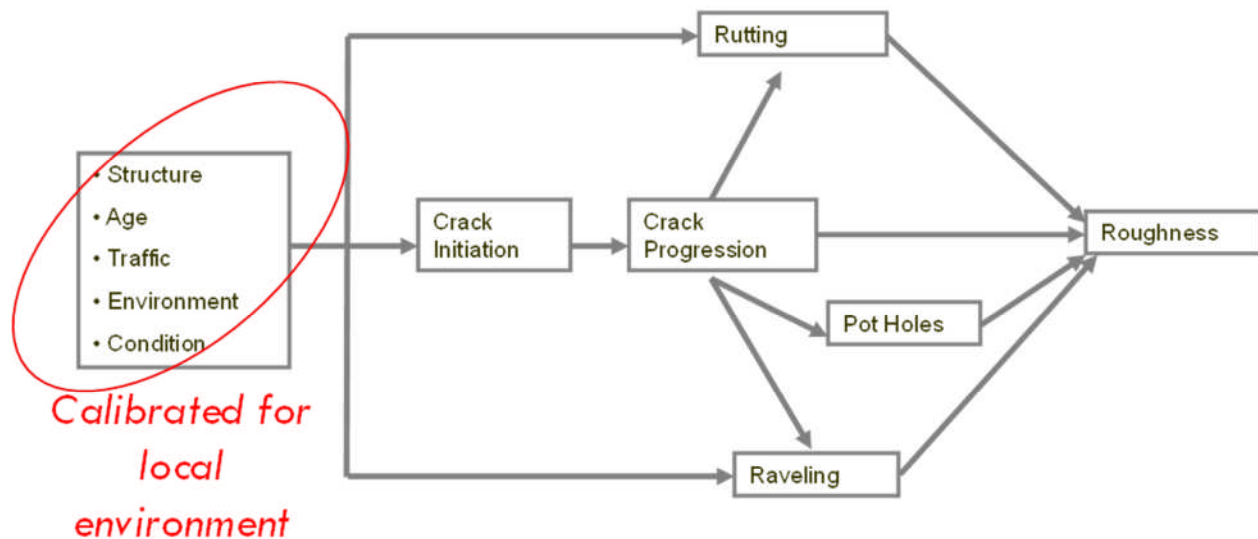 Rutting
• Structure
• Age
• Traffic
• Environment
• Condition
Crack
Initiation
Crack
Progression
Roughness
Pot Holes
Raveling
Calibrated for
local
environment